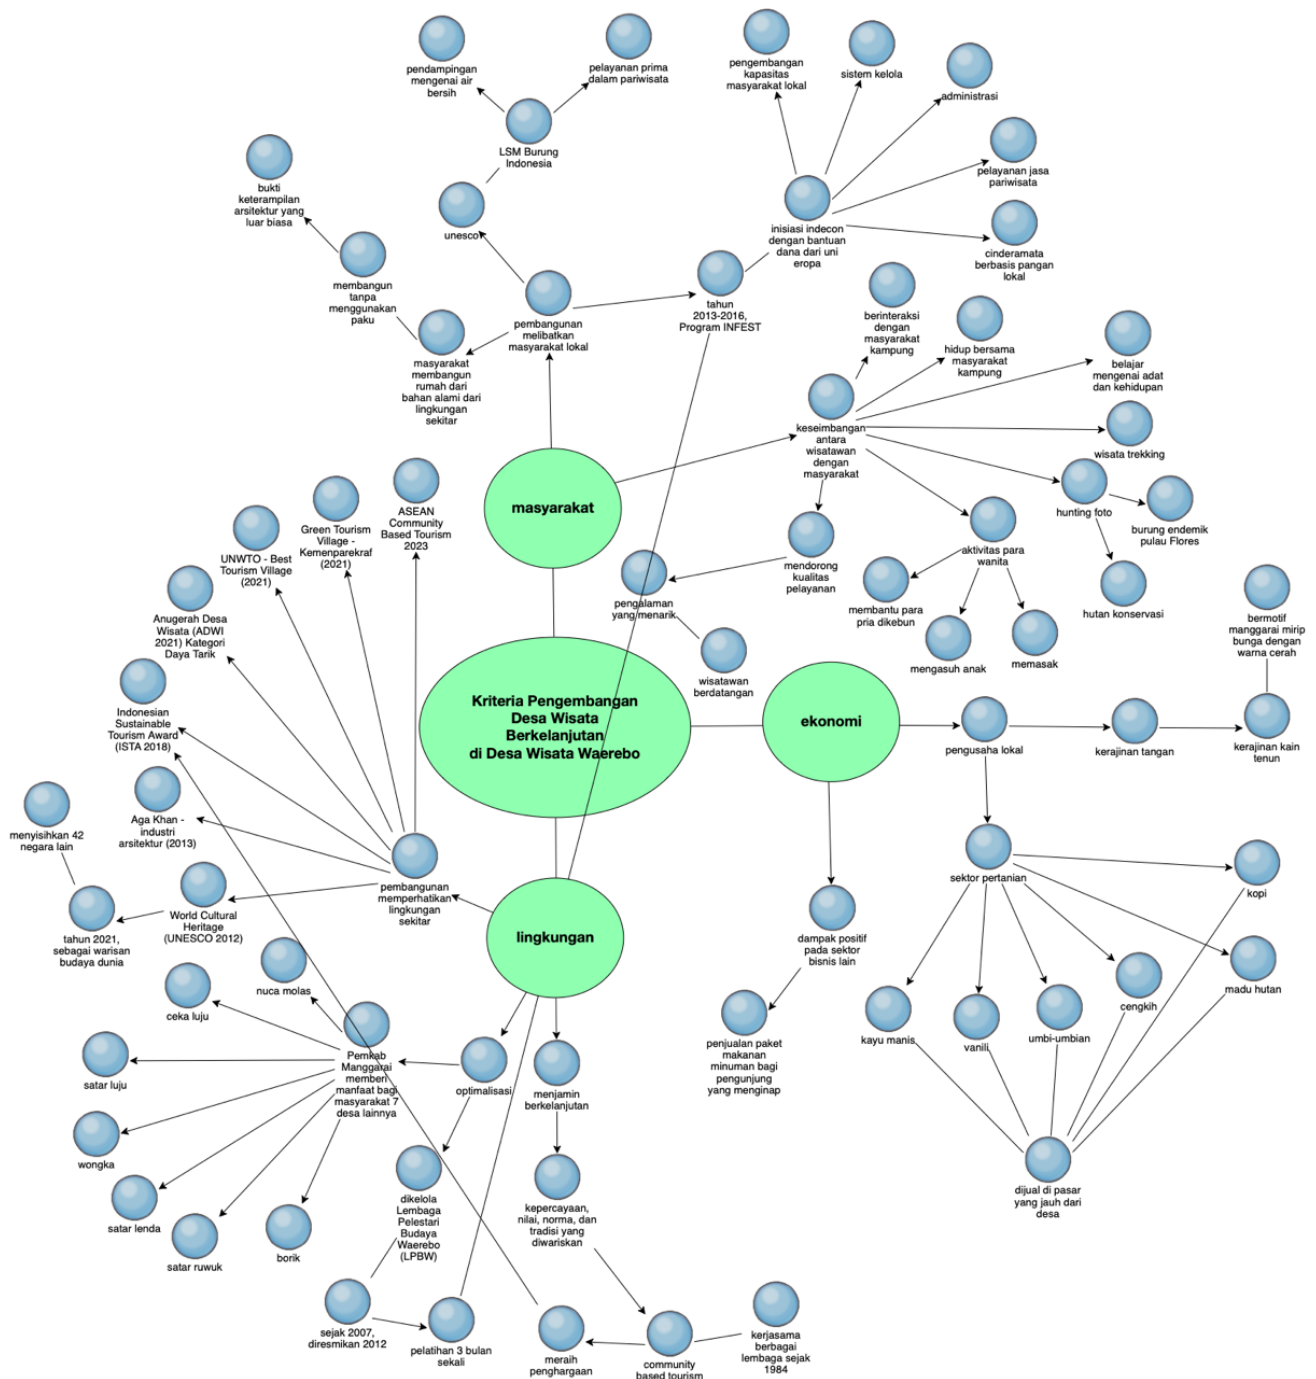 pendampingan
mengenai air
bersih
pelayanan prima
dalam pariwisata
pengembangan
kapasitas
masyarakat lokal
sistem kelola
administrasi
LSM Burung
Indonesia
pelayanan jasa
pariwisata
bukti
keterampilan
arsitektur yang
luar biasa
unesco
inisiasi indecon
dengan bantuan
dana dari uni
eropa
cinderamata
berbasis pangan
lokal
membangun
tanpa
menggunakan
paku
pembangunan
melibatkan
masyarakat lokal
tahun
2013-2016,
Program INFEST
berinteraksi
dengan
masyarakat
kampung
hidup bersama
masyarakat
kampung
belajar
mengenai adat
dan kehidupan
masyarakat
membangun
rumah dari
bahan alami dari
lingkungan
sekitar
keseimbangan
antara
wisatawan
dengan
masyarakat
wisata trekking
masyarakat
hunting foto
burung endemik
pulau Flores
ASEAN
Community
Based Tourism
2023
Green Tourism
Village -
Kemenparekraf
(2021)
UNWTO - Best
Tourism Village
(2021)
Anugerah Desa
Wisata (ADWI
2021) Kategori
Daya Tarik
mendorong
kualitas
pelayanan
aktivitas para
wanita
pengalaman
yang menarik
membantu para
pria dikebun
mengasuh anak
memasak
hutan konservasi
bermotif
manggarai mirip
bunga dengan
warna cerah
wisatawan
berdatangan
Indonesian
Sustainable
Tourism Award
(ISTA 2018)
Kriteria Pengembangan
Desa Wisata
Berkelanjutan
di Desa Wisata Waerebo
ekonomi
pengusaha lokal
kerajinan tangan
kerajinan kain
tenun
Aga Khan -
industri
arsitektur (2013)
menyisihkan 42
negara lain
pembangunan
memperhatikan
lingkungan
sekitar
World Cultural
Heritage
(UNESCO 2012)
tahun 2021,
sebagai warisan
budaya dunia
lingkungan
sektor pertanian
kopi
dampak positif
pada sektor
bisnis lain
nuca molas
ceka luju
madu hutan
cengkih
umbi-umbian
vanili
kayu manis
penjualan paket
makanan
minuman bagi
pengunjung
yang menginap
satar luju
Pemkab
Manggarai
memberi
manfaat bagi
masyarakat 7
desa lainnya
optimalisasi
menjamin
berkelanjutan
wongka
satar lenda
satar ruwuk
borik
dikelola
Lembaga
Pelestari
Budaya
Waerebo
(LPBW)
kepercayaan,
nilai, norma, dan
tradisi yang
diwariskan
dijual di pasar
yang jauh dari
desa
sejak 2007,
diresmikan 2012
pelatihan 3 bulan
sekali
meraih
penghargaan
community
based tourism
kerjasama
berbagai
lembaga sejak
1984